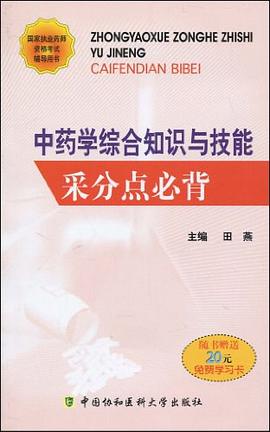 国家执业药师
资格考试
辅导用书
ZHONGYAOXUE ZONGHE ZHISHI
YU JINENG
CAIFENDIAN BIBEI
中药学综合知识与技能
采分点必背
主编 田 燕
随书赠送
20元
免费学习卡
中国协和医科大学出版社